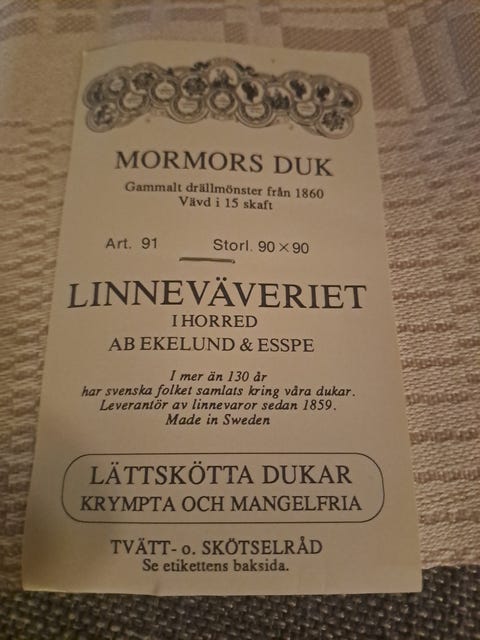 MORMORS DUK
Gammalt drällmönster från 1860
Vävd i 15 skaft
Art. 91 Storl. 90 × 90
LINNEVÄVERIET
I HORRED
AB EKELUND & ESSPE
I mer än 130 år
har svenska folket samlats kring våra dukar.
Leverantör av linnevaror sedan 1859.
Made in Sweden
LÄTTSKÖTTA DUKAR
KRYMPTA OCH MANGELFRIA
TVÄTT- o. SKÖTSELRÅD
Se etikettens baksida.